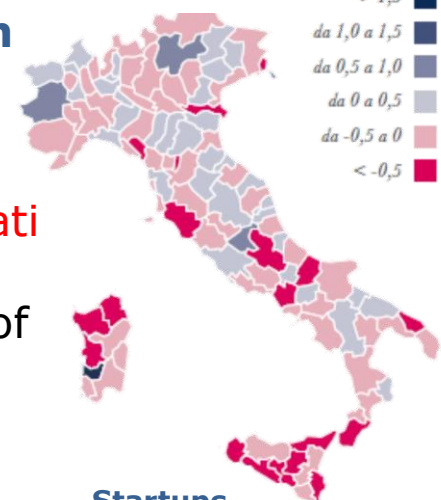 da 1,0 a 1,5
da 0,5 a 1,0
da 0 a 0,5
da -0,5 a 0
< -0,5
of
Startups